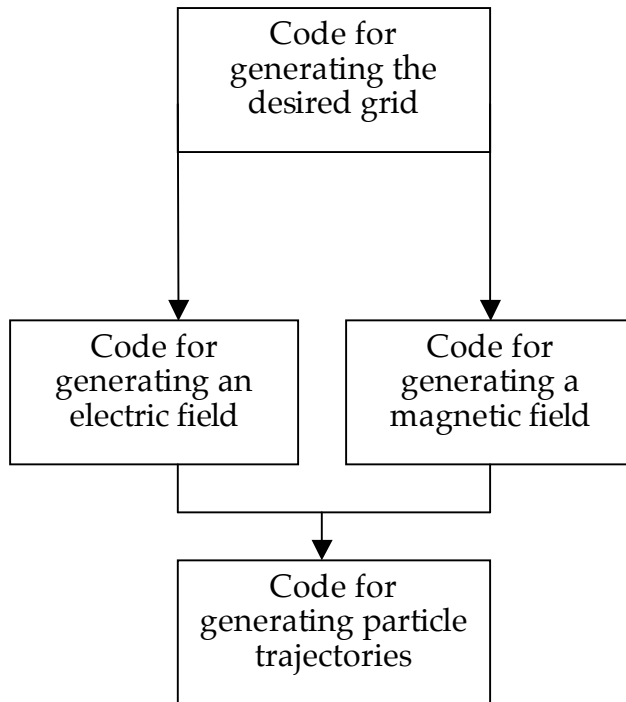 Code for
generating the
desired grid
Code for
generating an
electric field
Code for
generating a
magnetic field
Code for
generating particle
trajectories